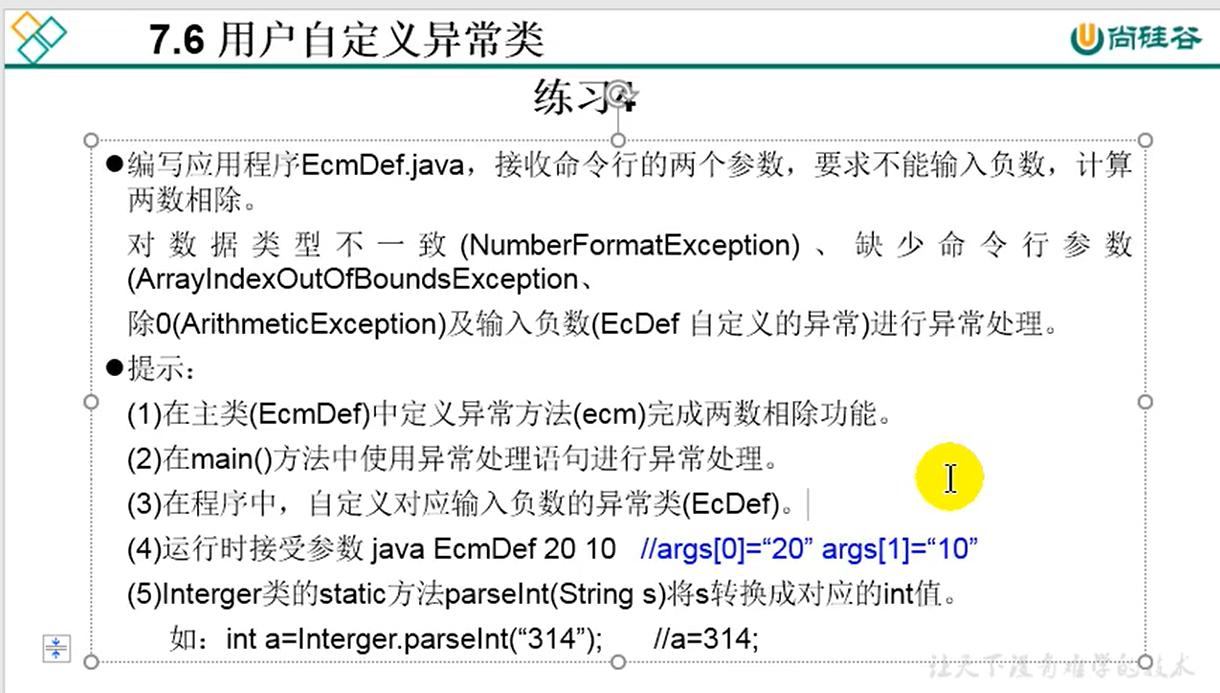 7.6 用户自定义异常类
尚硅谷
练习4
●编写应用程序EcmDef.java，接收命令行的两个参数，要求不能输入负数，计算
两数相除。
对数据类型不一致(NumberFormatException)、缺少命令行参数
(ArrayIndexOutOfBoundsException、
除0(ArithmeticException)及输入负数(EcDef 自定义的异常)进行异常处理。
●提示：
(1)在主类(EcmDef)中定义异常方法(ecm)完成两数相除功能。
(2)在main()方法中使用异常处理语句进行异常处理。
(3)在程序中，自定义对应输入负数的异常类(EcDef)。
(4)运行时接受参数 java EcmDef 20 10 //args[0]=“20” args[1]=“10”
(5)Interger类的static方法parseInt(String s)将s转换成对应的int值。
如：int a=Interger.parseInt(“314”); //a=314;
让天下没有难学的技术